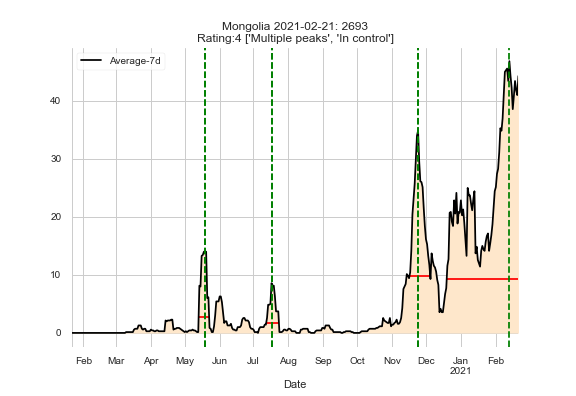 Mongolia 2021-02-21: 2693
Rating:4 ['Multiple peaks', 'In control']
Average-7d
40
30
20
10
0
Feb Mar Apr May Jun Jul Aug Sep Oct Nov Dec Jan Feb
2021
Date